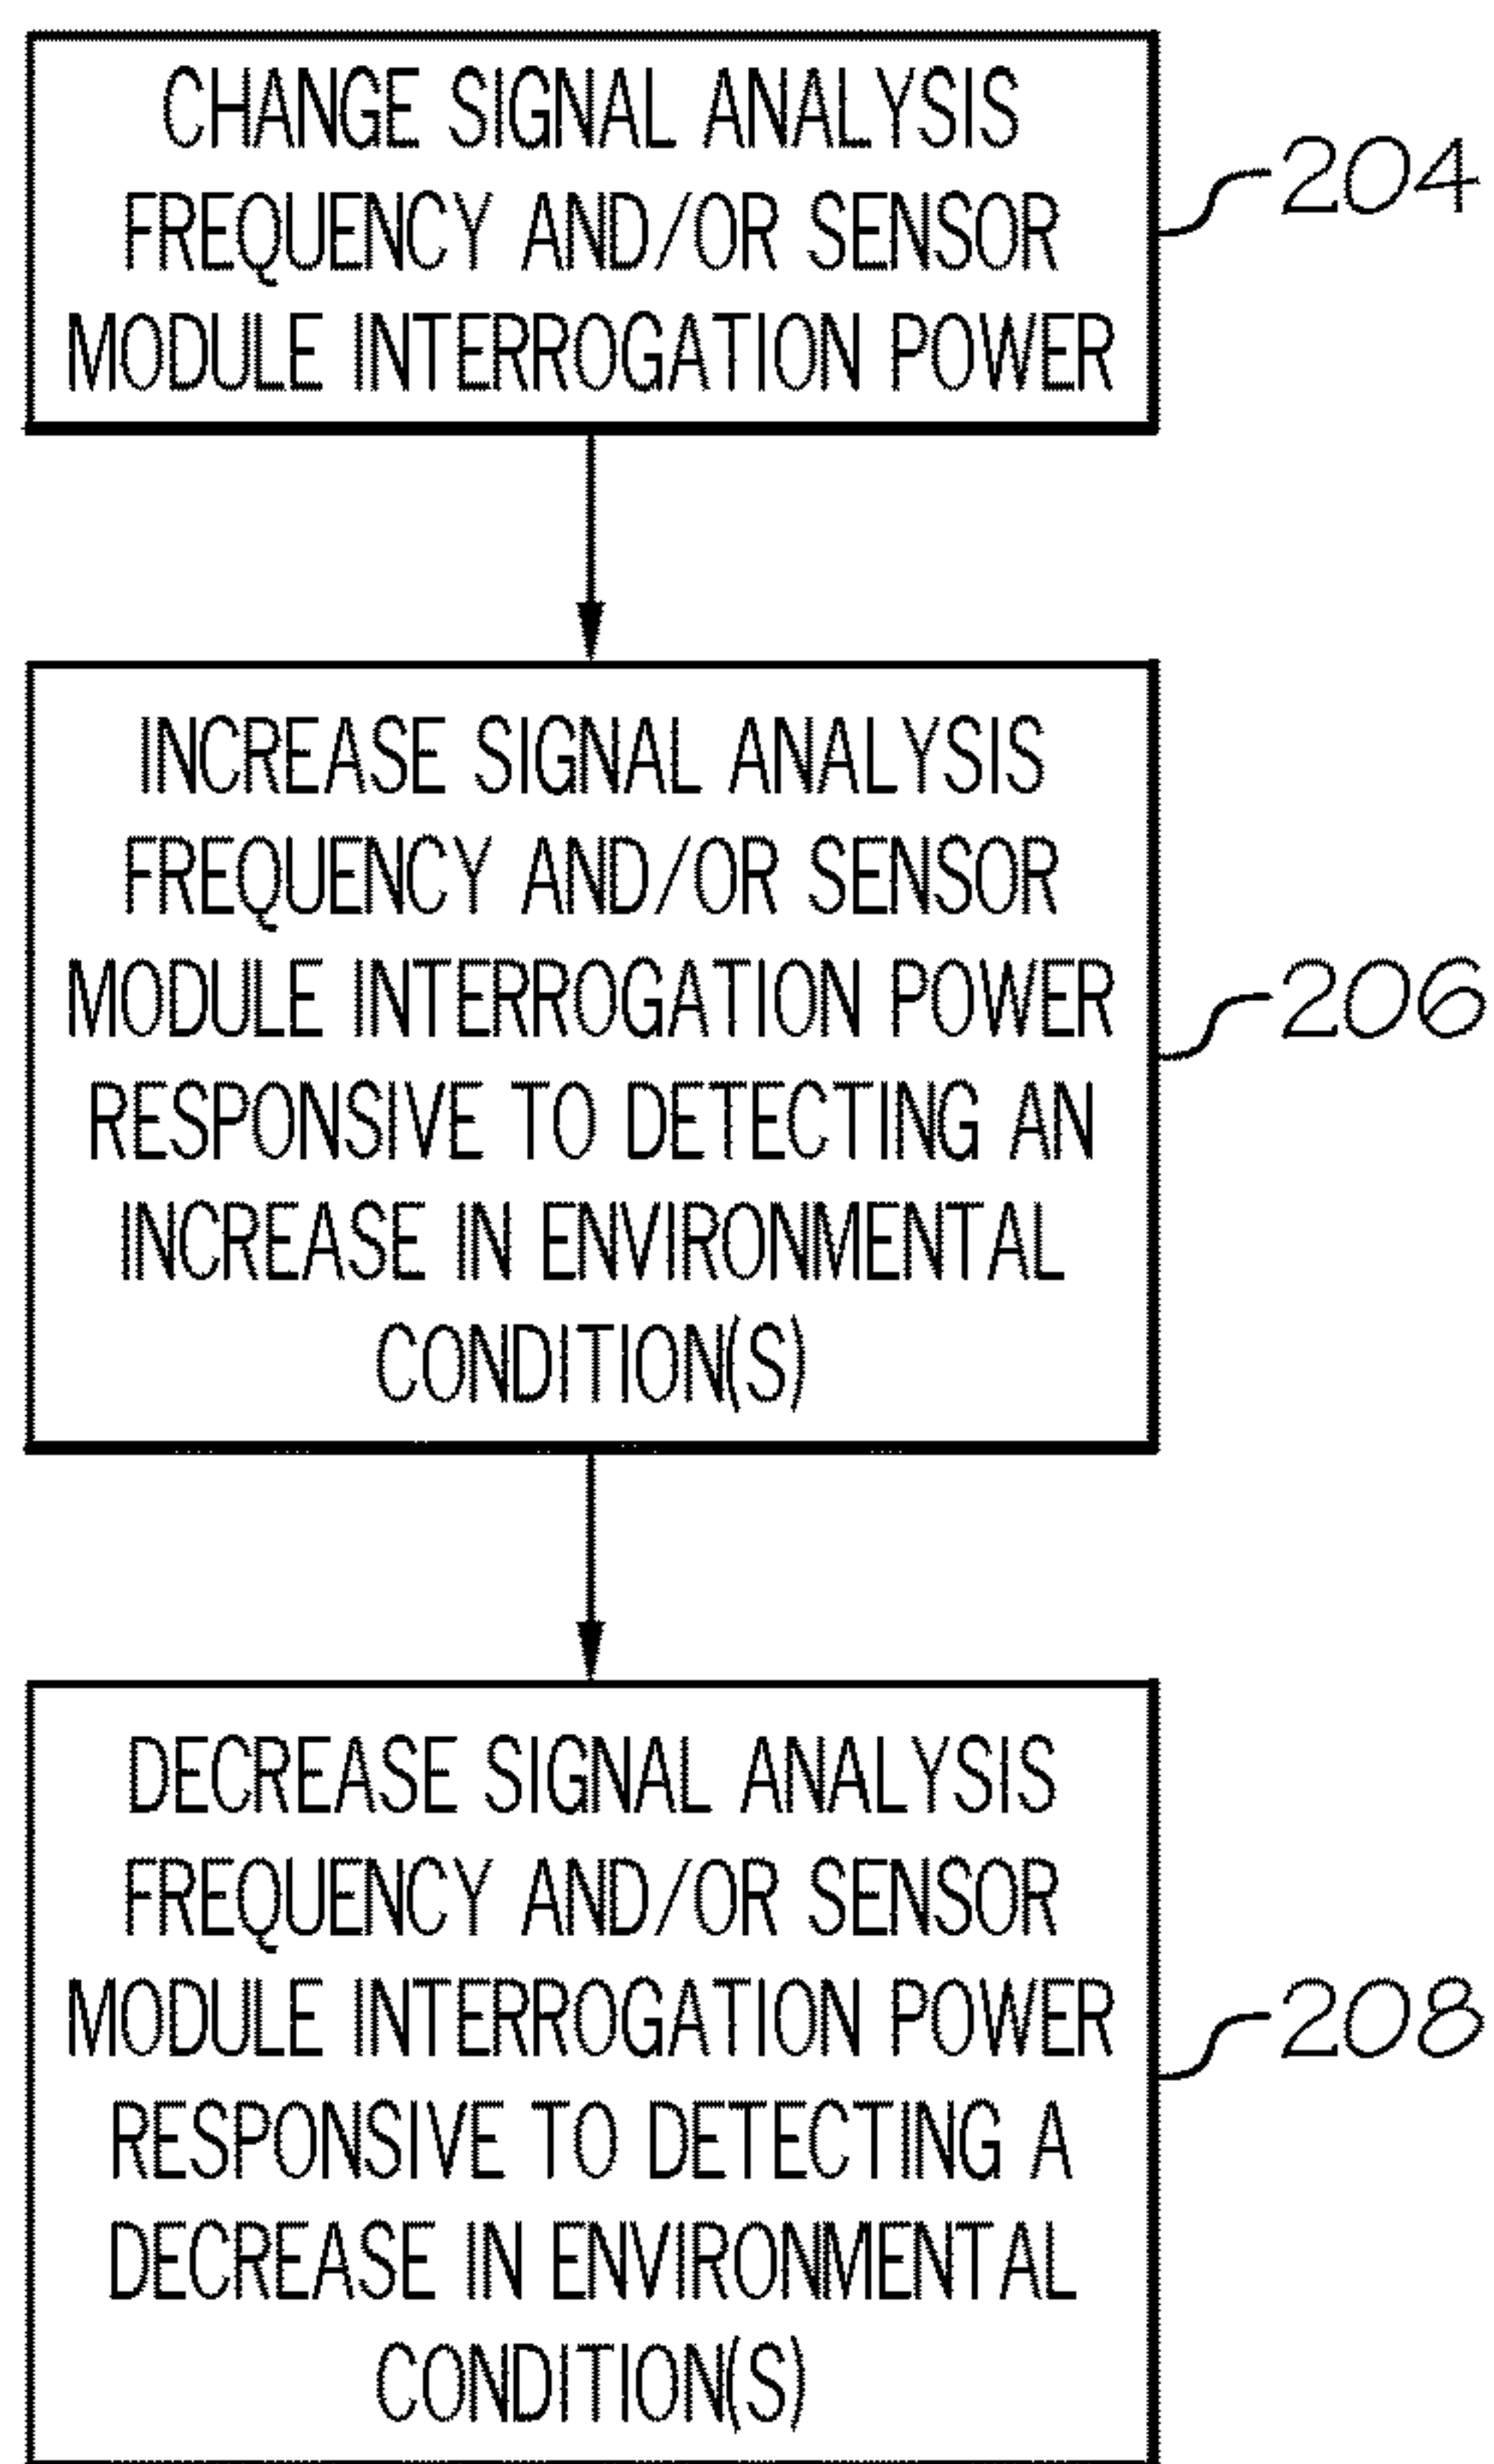 CHANGE SIGNAL ANALYSIS
FREQUENCY AND/OR SENSOR
MODULE INTERROGATION POWER
204
INCREASE SIGNAL ANALYSIS
FREQUENCY AND/OR SENSOR
MODULE INTERROGATION POWER
RESPONSIVE TO DETECTING AN
INCREASE IN ENVIRONMENTAL
CONDITION(S)
206
DECREASE SIGNAL ANALYSIS
FREQUENCY AND/OR SENSOR
MODULE INTERROGATION POWER
RESPONSIVE TO DETECTING A
DECREASE IN ENVIRONMENTAL
CONDITION(S)
208